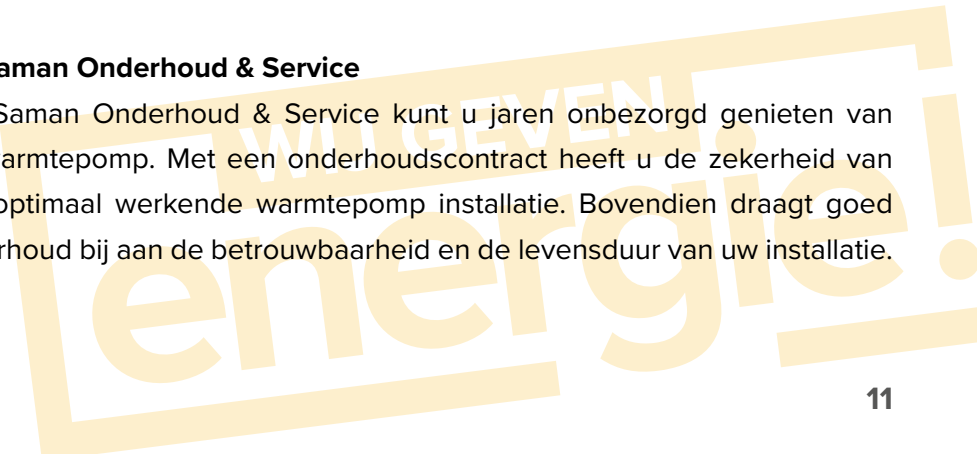 aman Onderhoud & Service
Saman Onderhoud & Service kunt u jaren onbezorgd genieten van
armtepomp. Met een onderhoudscontract heeft u de zekerheid van
optimaal werkende warmtepomp installatie. Bovendien draagt goed
rhoud bij aan de betrouwbaarheid en de levensduur van uw installatie.
WIJ GEVEN
energie!
11